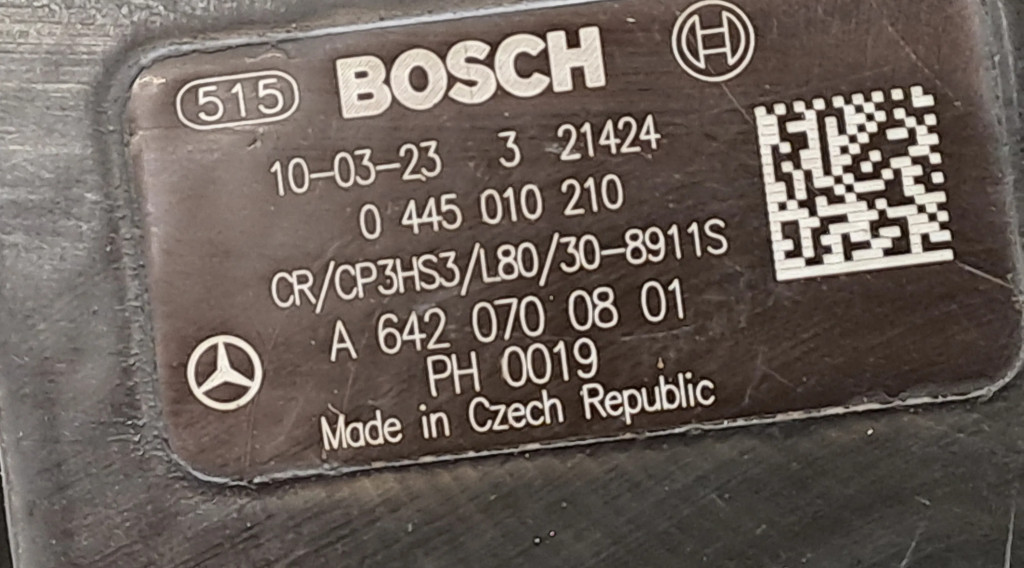 515 BOSCH
10-03-23 3 21424
0 445 010 210
CR/CP3HS3/L80/30-8911S
A 642 070 08 01
PH 0019
Made in Czech Republic